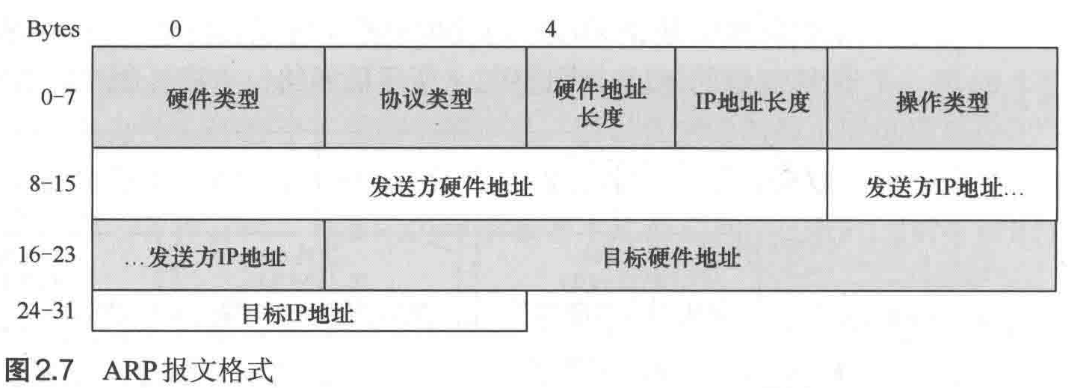 Bytes 0 4
0-7 硬件类型 协议类型 硬件地址长度 IP地址长度 操作类型
8-15 发送方硬件地址 发送方IP地址…
16-23 …发送方IP地址 目标硬件地址
24-31 目标IP地址
图2.7 ARP报文格式